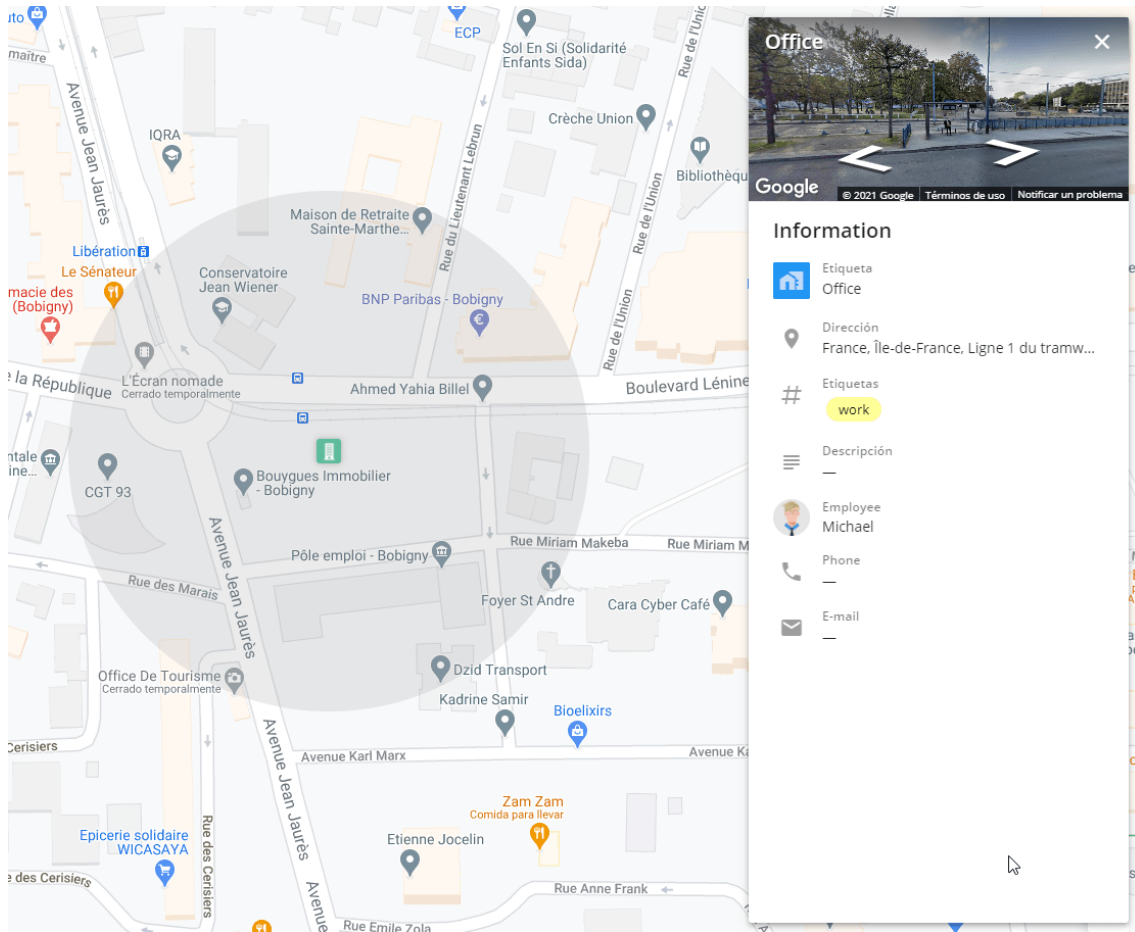 uto
ECP
Sol En Si (Solidarité
Enfants Sida)
Rue de l'Union
maître
Avenue Jean Jaurès
IQRA
Crèche Union
Rue du Lieutenant Lebrun
Bibliothèqu
Maison de Retraite
Sainte-Marthe...
Rue de l'Union
Libération
Le Sénateur
Conservatoire
Jean Wiener
macie des
(Bobigny)
BNP Paribas - Bobigny
Rue de l'Union
L'Écran nomade
Cerrado temporalmente
e la République
Ahmed Yahia Billel
Boulevard Lénine
ntale
ine...
CGT 93
Bouygues Immobilier
- Bobigny
Avenue Jean Jaurès
Pôle emploi - Bobigny
Rue Miriam Makeba
Rue Miriam M
Rue des Marais
Foyer St Andre
Cara Cyber Café
Office De Tourisme
Cerrado temporalmente
Dzid Transport
Kadrine Samir
Bioelixirs
Cerisiers
Avenue Jean Jaurès
Avenue Karl Marx
Avenue Ka
Zam Zam
Comida para llevar
Epicerie solidaire
WICASAYA
Rue des Cerisiers
Etienne Jocelin
e des Cerisiers
Avenue
Rue Anne Frank
Rue Emile Zola
Office
Google
© 2021 Google
Términos de uso
Notificar un problema
Information
Etiqueta
Office
Dirección
France, Île-de-France, Ligne 1 du tramw...
Etiquetas
work
Descripción
—
Employee
Michael
Phone
—
E-mail
—